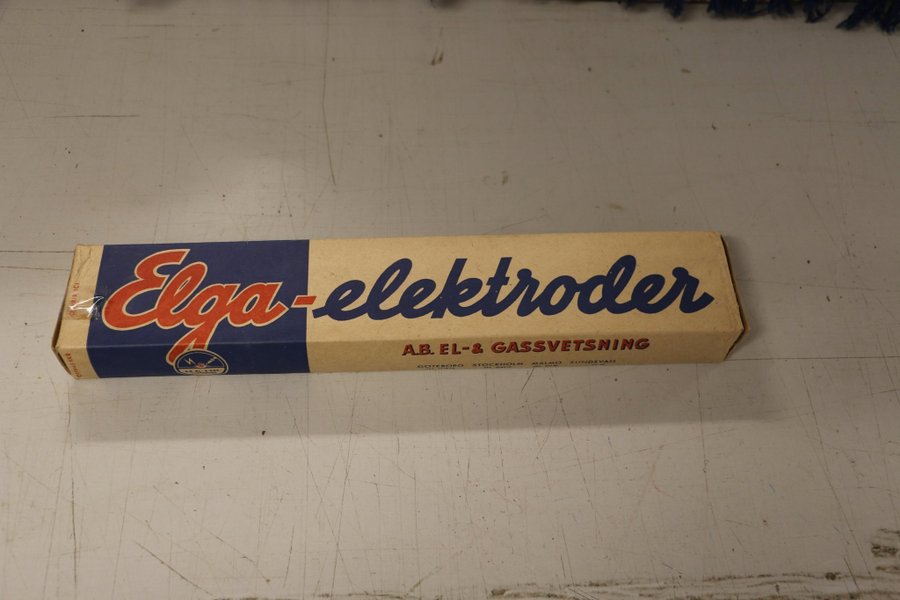 Elga-elektroder
A.B. EL-& GASSVETSNING
GÖTEBORG STOCKHOLM MALMÖ SUNDSVALL